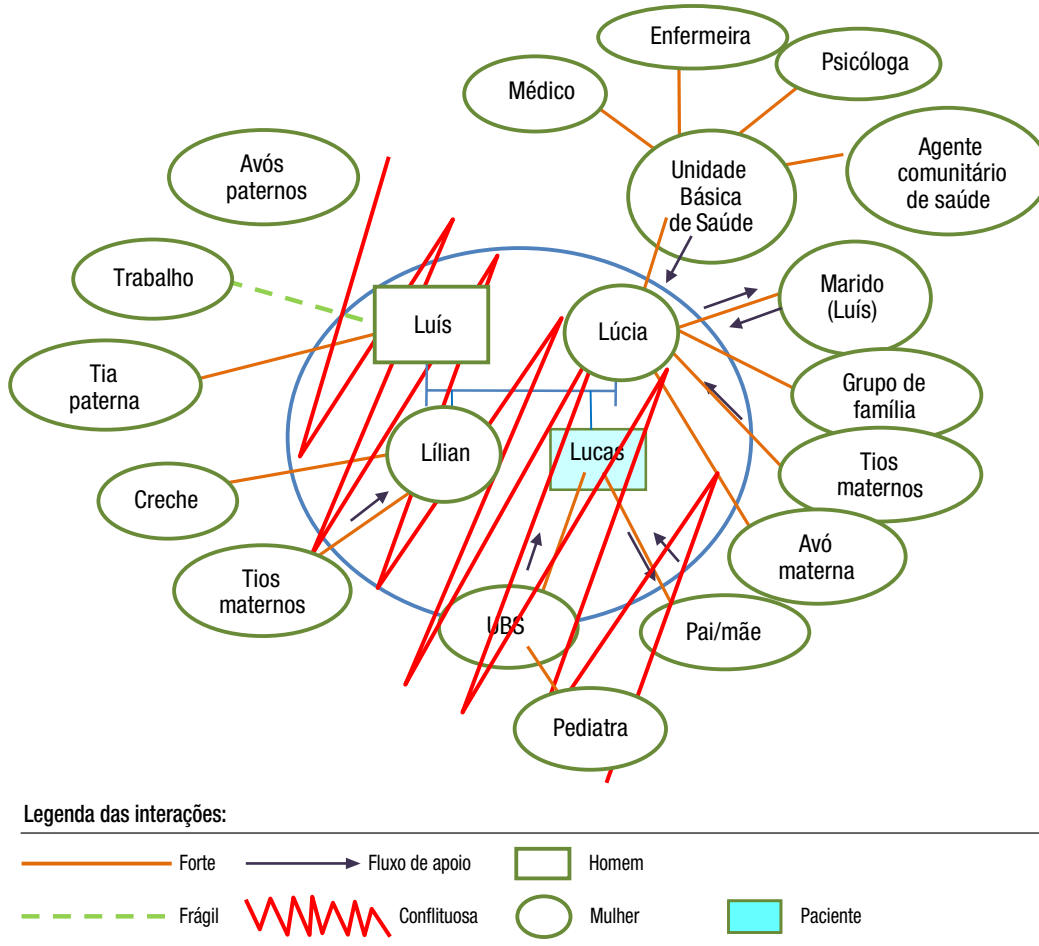 Enfermeira
Psicóloga
Médico
Agente
comunitário
de saúde
Unidade
Básica
de Saúde
Avós
paternos
Trabalho
Marido
(Luís)
Luís
Lúcia
Tia
paterna
Grupo de
família
Lílian
Lucas
Tios
maternos
Creche
Avó
materna
Tios
maternos
UBS
Pai/mãe
Pediatra
Legenda das interações:
Forte
Fluxo de apoio
Homem
Frágil
Conflituosa
Mulher
Paciente